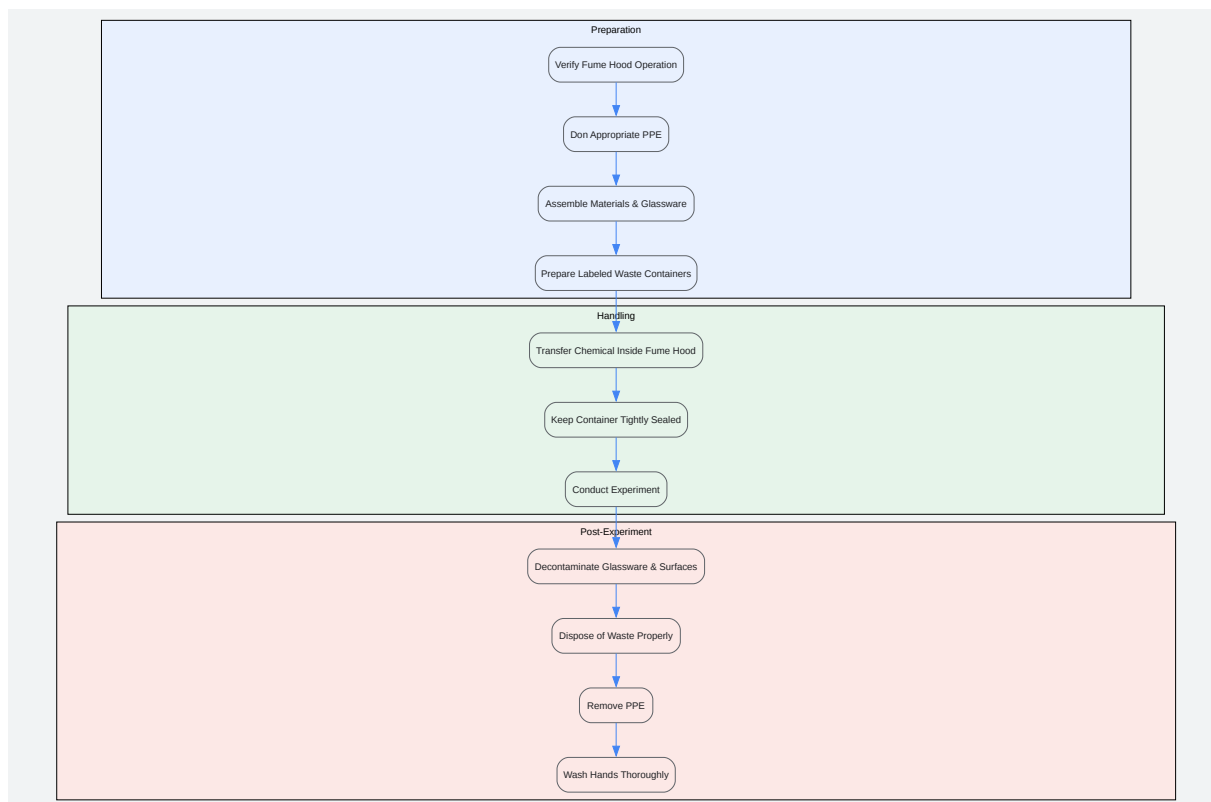 Preparation
Verify Fume Hood Operation
Don Appropriate PPE
Assemble Materials & Glassware
Prepare Labeled Waste Containers
Handling
Transfer Chemical Inside Fume Hood
Keep Container Tightly Sealed
Conduct Experiment
Post-Experiment
Decontaminate Glassware & Surfaces
Dispose of Waste Properly
Remove PPE
Wash Hands Thoroughly